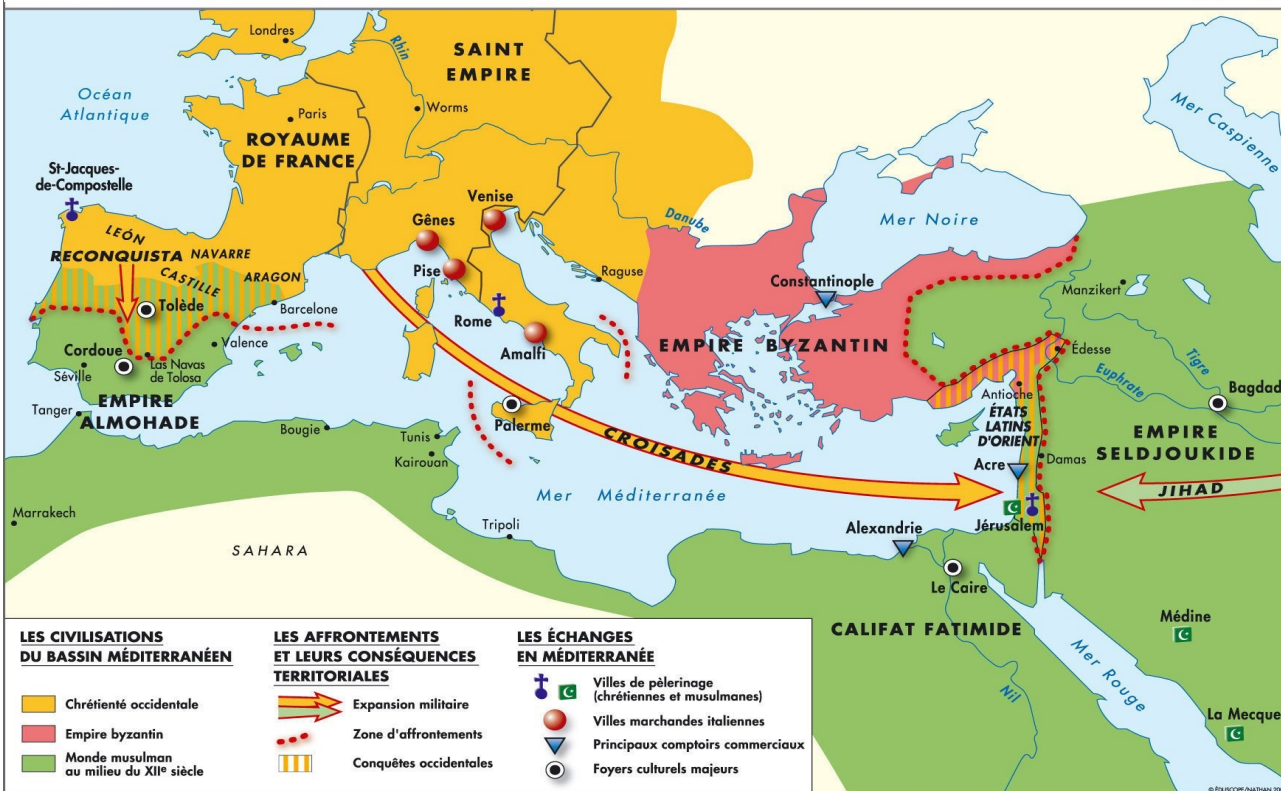 Londres
Rhin
SAINT
EMPIRE
Océan
Atlantique
Paris
Worms
ROYAUME
DE FRANCE
Mer Caspienne
St-Jacques-
de-Compostelle
Venise
Gênes
Danube
Mer Noire
LEÓN
RECONQUISTA
NAVARRE
CASTILLE
ARAGON
Pise
Raguse
Constantinople
Manzikert
Tolède
Barcelone
Rome
Cordoue
Valence
Las Navas
de Tolosa
Séville
Amalfi
EMPIRE BYZANTIN
Édesse
Tigre
Euphrate
Bagdad
Antioche
Tanger
EMPIRE
ALMOHADE
Bougie
Tunis
Kairouan
Palerme
CROISADES
ÉTATS
LATINS
D'ORIENT
Acre
Damas
EMPIRE
SELDJOUKIDE
JIHAD
Mer Méditerranée
Marrakech
SAHARA
Tripoli
Alexandrie
Jérusalem
Le Caire
CALIFAT FATIMIDE
Médine
Nil
Mer Rouge
La Mecque
LES CIVILISATIONS
DU BASSIN MÉDITERRANÉEN
Chrétienté occidentale
Empire byzantin
Monde musulman
au milieu du XIIe siècle
LES AFFRONTEMENTS
ET LEURS CONSÉQUENCES
TERRITORIALES
Expansion militaire
Zone d'affrontements
Conquêtes occidentales
LES ÉCHANGES
EN MÉDITERRANÉE
Villes de pèlerinage
(chrétiennes et musulmanes)
Villes marchandes italiennes
Principaux comptoirs commerciaux
Foyers culturels majeurs
© ÉDUSCOPE/NATHAN